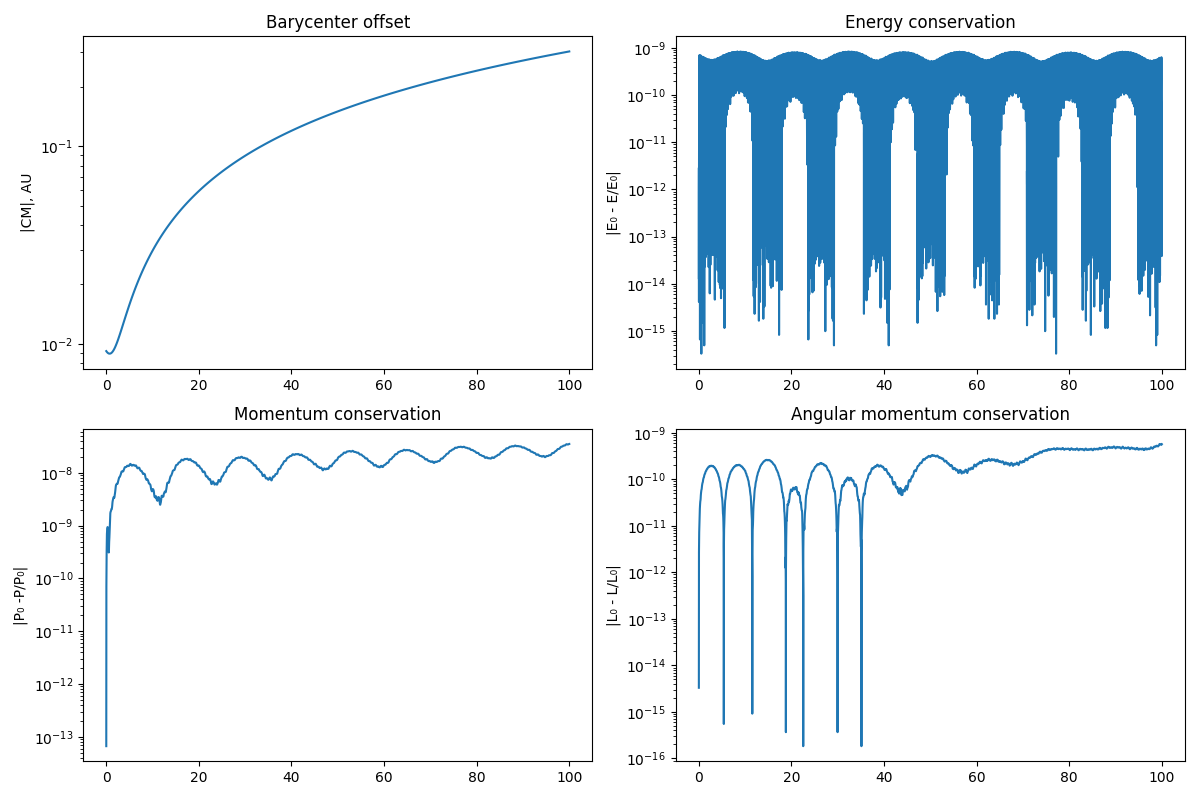 Barycenter offset
|CM|, AU
10⁻¹
10⁻²
0 20 40 60 80 100
Energy conservation
|E₀ - E/E₀|
10⁻⁹
10⁻¹⁰
10⁻¹¹
10⁻¹²
10⁻¹³
10⁻¹⁴
10⁻¹⁵
0 20 40 60 80 100
Momentum conservation
|P₀ -P/P₀|
10⁻⁸
10⁻⁹
10⁻¹⁰
10⁻¹¹
10⁻¹²
10⁻¹³
0 20 40 60 80 100
Angular momentum conservation
|L₀ - L/L₀|
10⁻⁹
10⁻¹⁰
10⁻¹¹
10⁻¹²
10⁻¹³
10⁻¹⁴
10⁻¹⁵
10⁻¹⁶
0 20 40 60 80 100